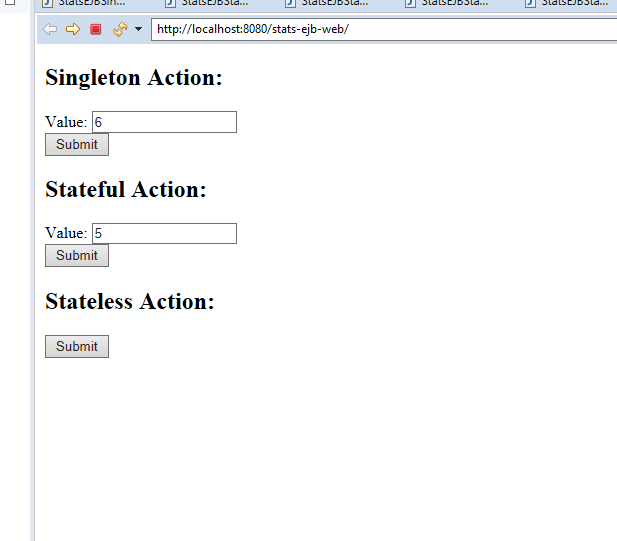 StatsEJBSin... StatsEJBSta... StatsEJBSta... StatsEJBSta... StatsEJBSta...
http://localhost:8080/stats-ejb-web/
Singleton Action:
Value: 6
Submit
Stateful Action:
Value: 5
Submit
Stateless Action:
Submit